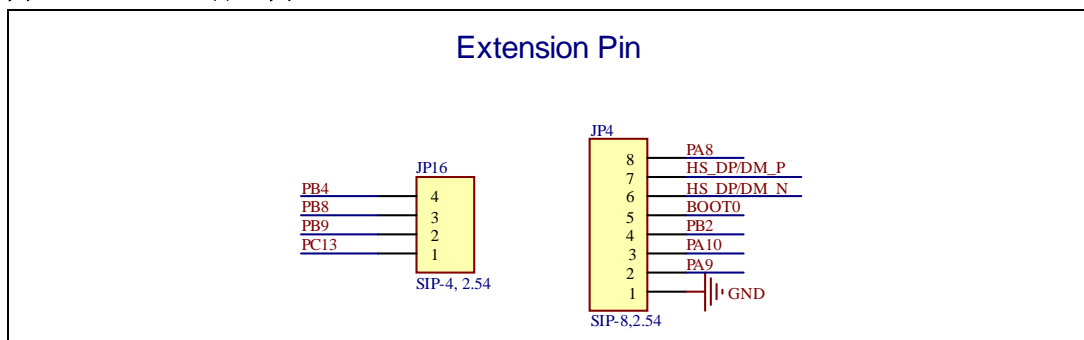 Extension Pin
JP16
PB4
4
PB8
3
PB9
2
PC13
1
SIP-4, 2.54
JP4
8
PA8
7
HS_DP/DM_P
6
HS_DP/DM_N
5
BOOT0
4
PB2
3
PA10
2
PA9
1
GND
SIP-8,2.54